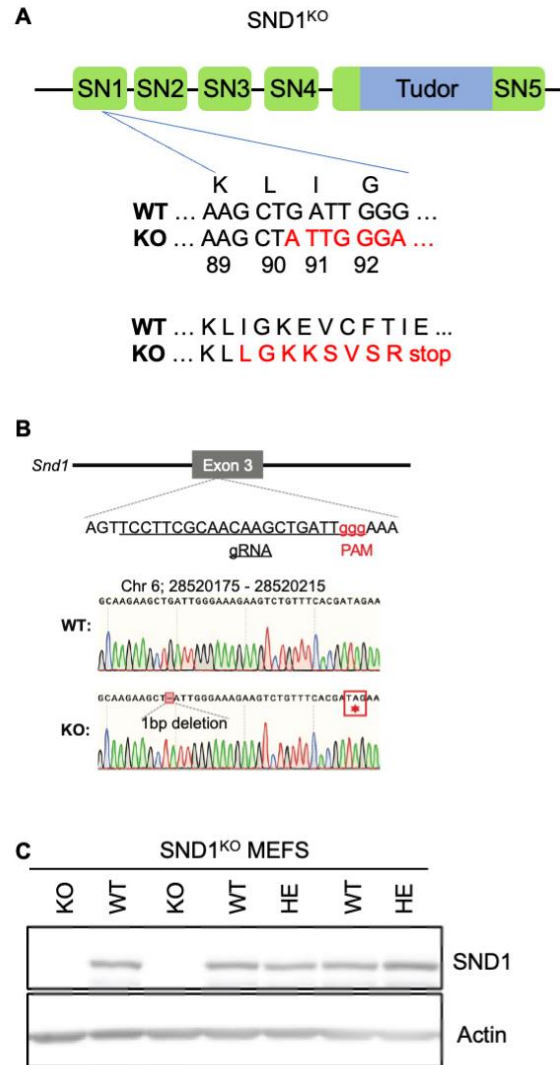 A
SND1KO
SN1 SN2 SN3 SN4 Tudor SN5
K L I G
WT … AAG CTG ATT GGG …
KO … AAG CTA TTG GGA …
89 90 91 92
WT … K L I G K E V C F T I E ...
KO … K L L G K K S V S R stop
B
Snd1 Exon 3
AGTTCCTTCGCAACAAGCTGATTgggAAA
gRNA PAM
Chr 6; 28520175 - 28520215
GCAAGAAGCTGATTGGGAAAGAAGTCTGTTTCACGATAGAA
WT:
GCAAGAAGCT-ATTGGGAAAGAAGTCTGTTTCACGATAGAA
*
1bp deletion
KO:
C
SND1KO MEFS
KO WT KO WT HE WT HE
SND1
Actin